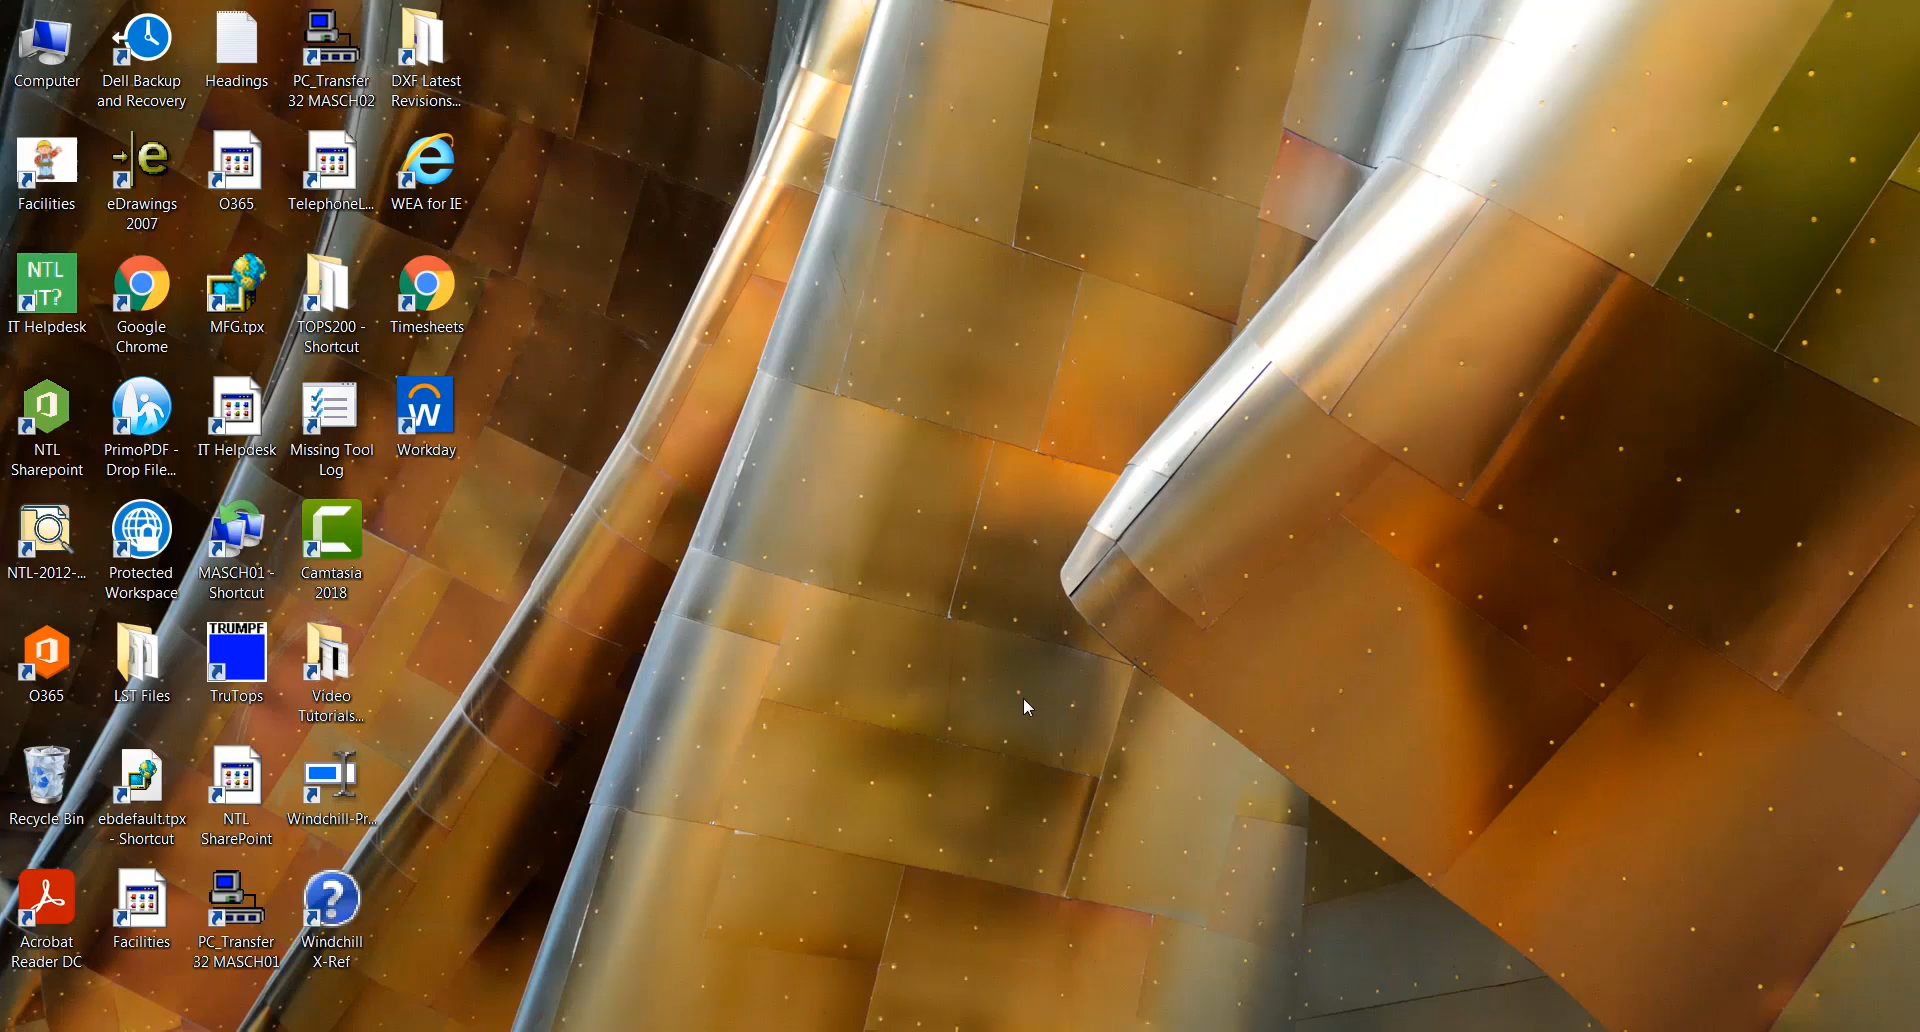 Computer
Dell Backup
and Recovery
Headings
PC_Transfer
32 MASCH02
DXF Latest
Revisions...
Facilities
eDrawings
2007
O365
TelephoneL...
WEA for IE
NTL
IT?
IT Helpdesk
Google
Chrome
MFG.tpx
TOPS200 -
Shortcut
Timesheets
NTL
Sharepoint
PrimoPDF -
Drop File...
IT Helpdesk
Missing Tool
Log
W
Workday
NTL-2012-...
Protected
Workspace
MASCH01 -
Shortcut
Camtasia
2018
O365
LST Files
TRUMPF
TruTops
Video
Tutorials...
Recycle Bin
ebdefault.tpx
- Shortcut
NTL
SharePoint
Windchill-Pr...
Acrobat
Reader DC
Facilities
PC_Transfer
32 MASCH01
?
Windchill
X-Ref